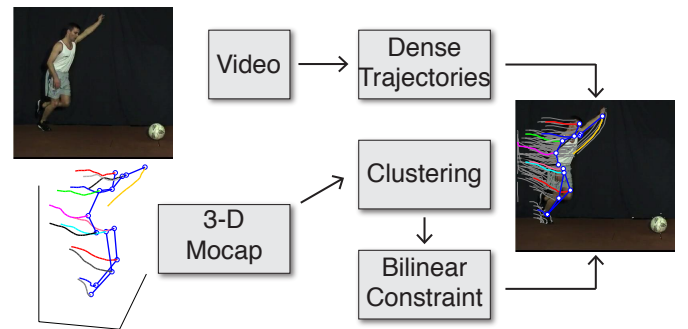 Video
Dense
Trajectories
Clustering
3-D
Mocap
Bilinear
Constraint